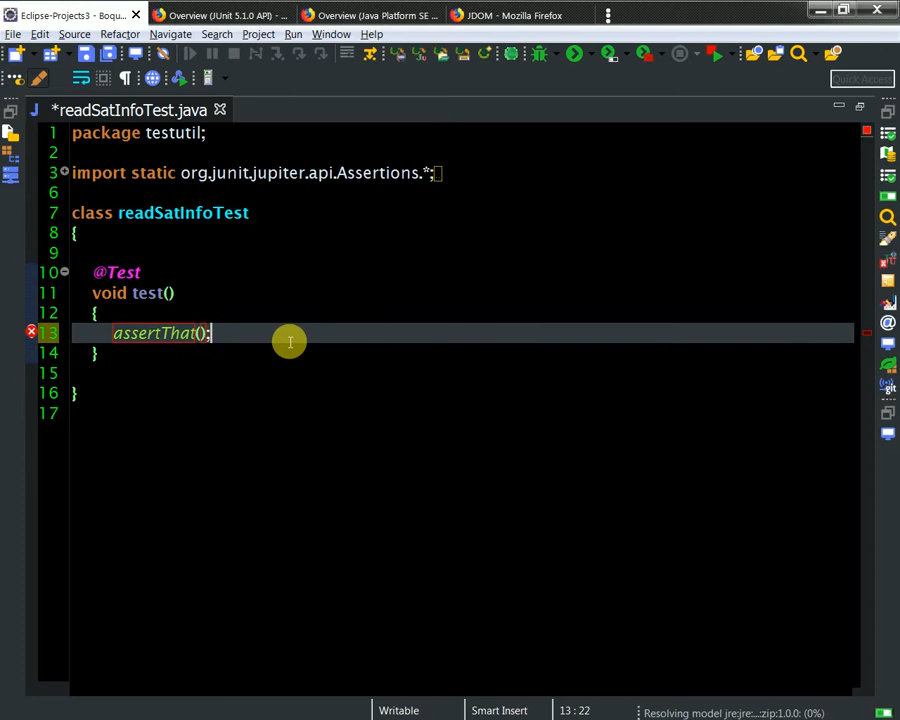 Eclipse-Projects3 - Boqu... Overview (JUnit 5.1.0 API) - ... Overview (Java Platform SE ... JDOM - Mozilla Firefox
File Edit Source Refactor Navigate Search Project Run Window Help
Quick Access
*readSatInfoTest.java
1 package testutil;
2
3 import static org.junit.jupiter.api.Assertions.*;
6
7 class readSatInfoTest
8 {
9
10 @Test
11 void test()
12 {
13 assertThat();
14 }
15
16 }
17
Writable Smart Insert 13 : 22 Resolving model jre:jre:...:zip:1.0.0: (0%)